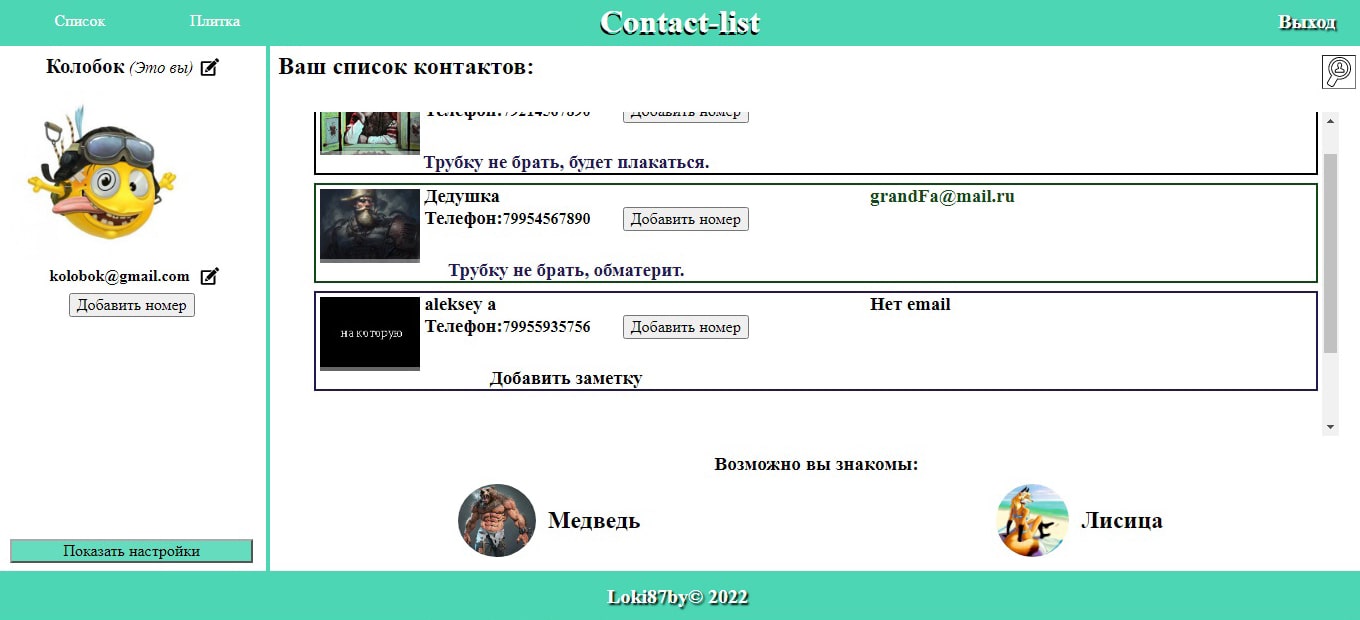 Список
Плитка
Contact-list
Выход
Колобок (Это вы)
kolobok@gmail.com
Добавить номер
Показать настройки
Ваш список контактов:
Телефон:79214567890 Добавить номер
Трубку не брать, будет плакаться.
Дедушка grandFa@mail.ru
Телефон:79954567890 Добавить номер
Трубку не брать, обматерит.
на которую
aleksey a Нет email
Телефон:79955935756 Добавить номер
Добавить заметку
Возможно вы знакомы:
Медведь
Лисица
Loki87by© 2022